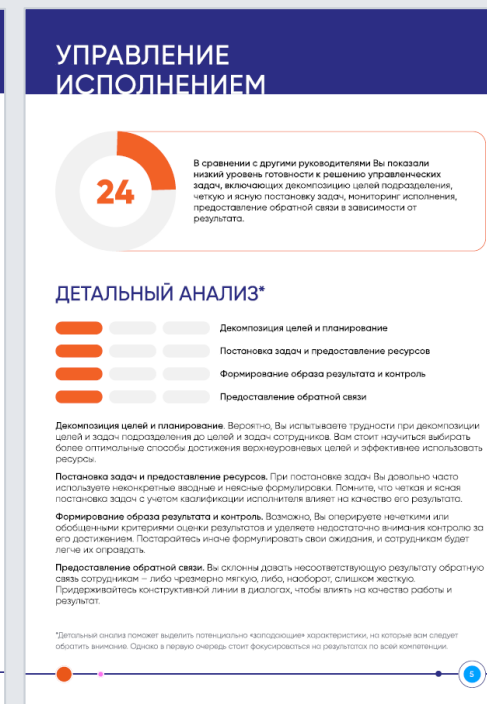 УПРАВЛЕНИЕ
ИСПОЛНЕНИЕМ
24
В сравнении с другими руководителями Вы показали
низкий уровень готовности к решению управленческих
задач, включающих декомпозицию целей подразделения,
четкую и ясную постановку задач, мониторинг исполнения,
предоставление обратной связи в зависимости от
результата.
ДЕТАЛЬНЫЙ АНАЛИЗ*
Декомпозиция целей и планирование
Постановка задач и предоставление ресурсов
Формирование образа результата и контроль
Предоставление обратной связи
Декомпозиция целей и планирование. Вероятно, Вы испытываете трудности при декомпозиции
целей и задач подразделения до целей и задач сотрудников. Вам стоит научиться выбирать
более оптимальные способы достижения верхнеуровневых целей и эффективнее использовать
ресурсы.
Постановка задач и предоставление ресурсов. При постановке задач Вы довольно часто
используете неконкретные вводные и неясные формулировки. Помните, что четкая и ясная
постановка задач с учетом квалификации исполнителя влияет на качество его результата.
Формирование образа результата и контроль. Возможно, Вы оперируете нечеткими или
обобщенными критериями оценки результатов и уделяете недостаточно внимания контролю за
его достижением. Постарайтесь иначе формулировать свои ожидания, и сотрудникам будет
легче их оправдать.
Предоставление обратной связи. Вы склонны давать несоответствующую результату обратную
связь сотрудникам – либо чрезмерно мягкую, либо, наоборот, слишком жесткую.
Придерживайтесь конструктивной линии в диалогах, чтобы влиять на качество работы и
результат.
*Детальный анализ поможет выделить потенциально «западающие» характеристики, на которые вам следует
обратить внимание. Однако в первую очередь стоит фокусироваться на результатах по всей компетенции.
5